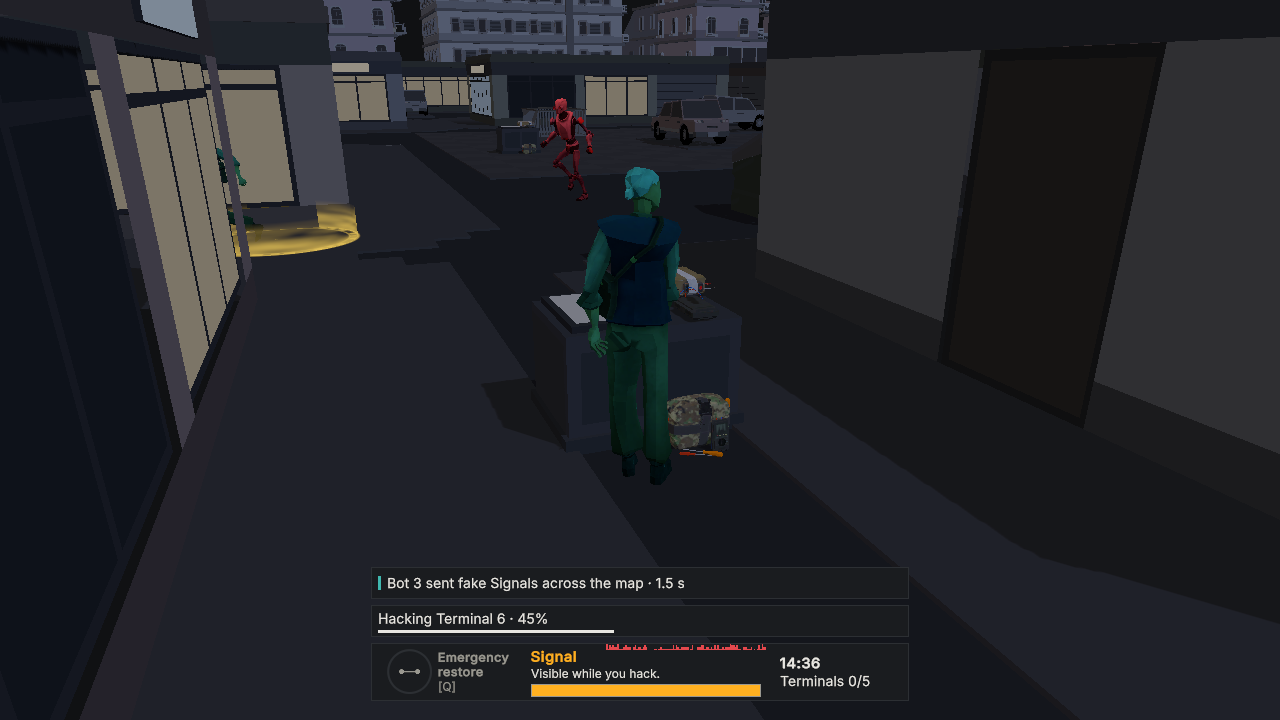 Bot 3 sent fake Signals across the map · 1.5 s
Hacking Terminal 6 · 45%
Emergency
restore
[Q]
Signal
Visible while you hack.
14:36
Terminals 0/5